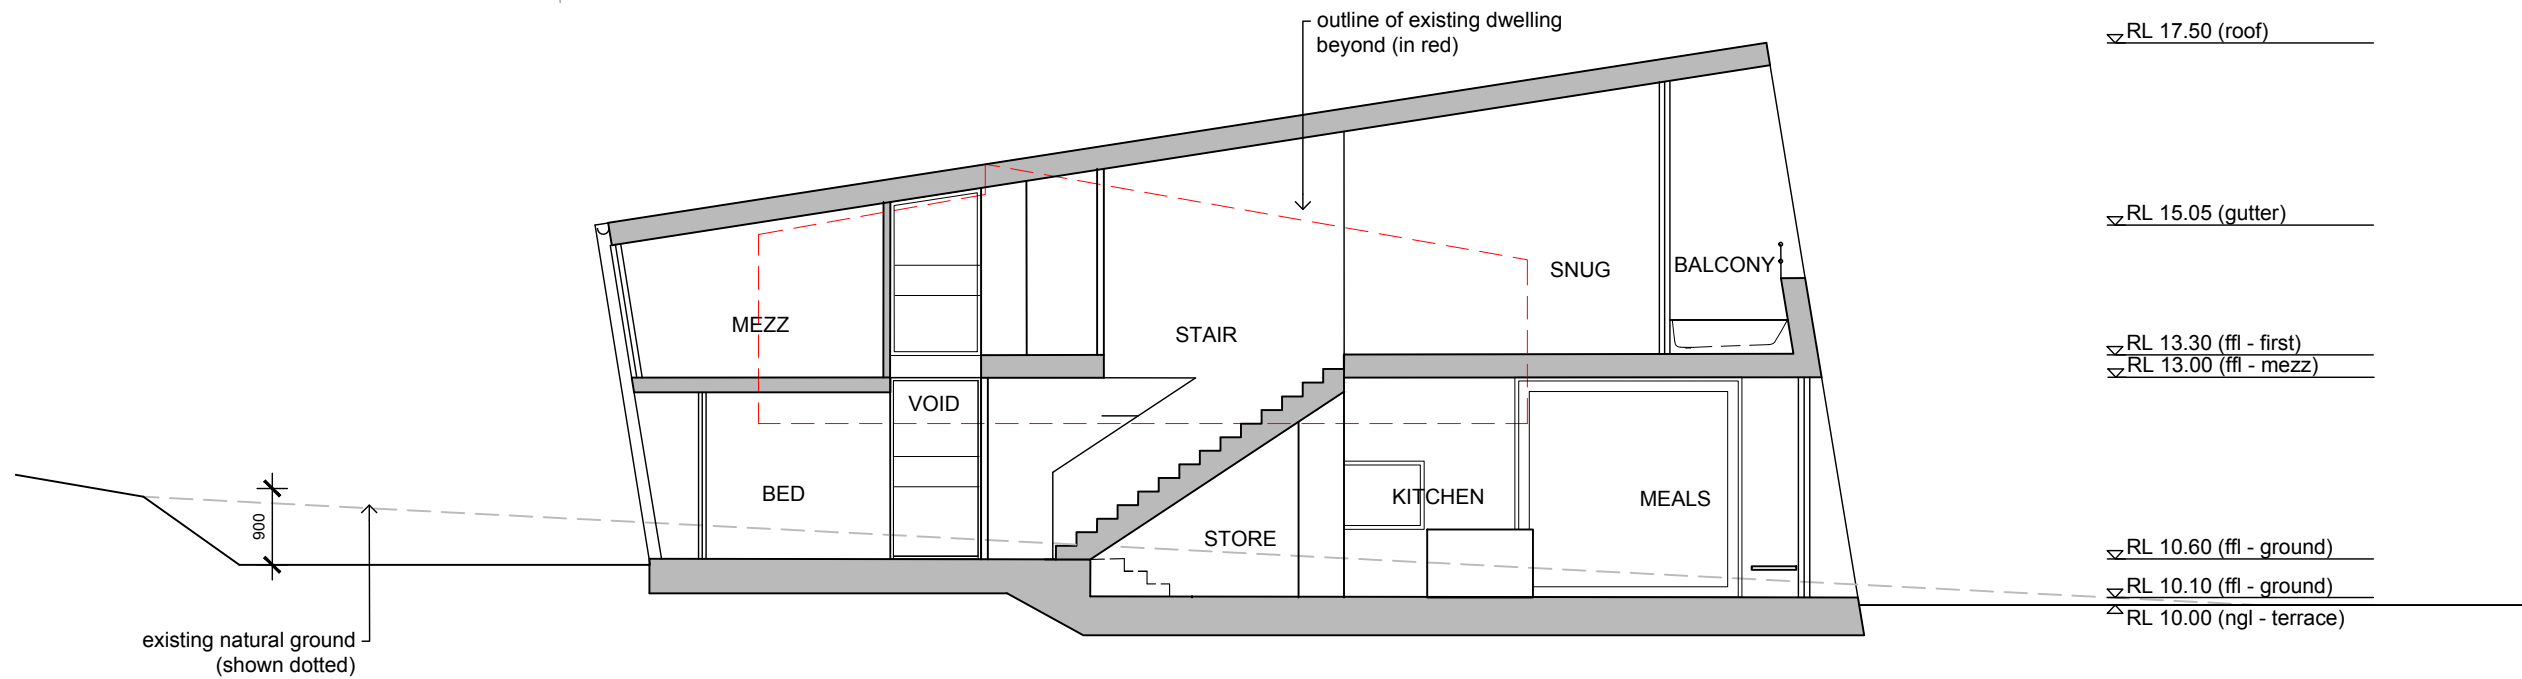 outline of existing dwelling
beyond (in red)
RL 17.50 (roof)
RL 15.05 (gutter)
SNUG
BALCONY
MEZZ
STAIR
RL 13.30 (ffl - first)
RL 13.00 (ffl - mezz)
VOID
BED
KITCHEN
MEALS
900
STORE
RL 10.60 (ffl - ground)
RL 10.10 (ffl - ground)
RL 10.00 (ngl - terrace)
existing natural ground
(shown dotted)